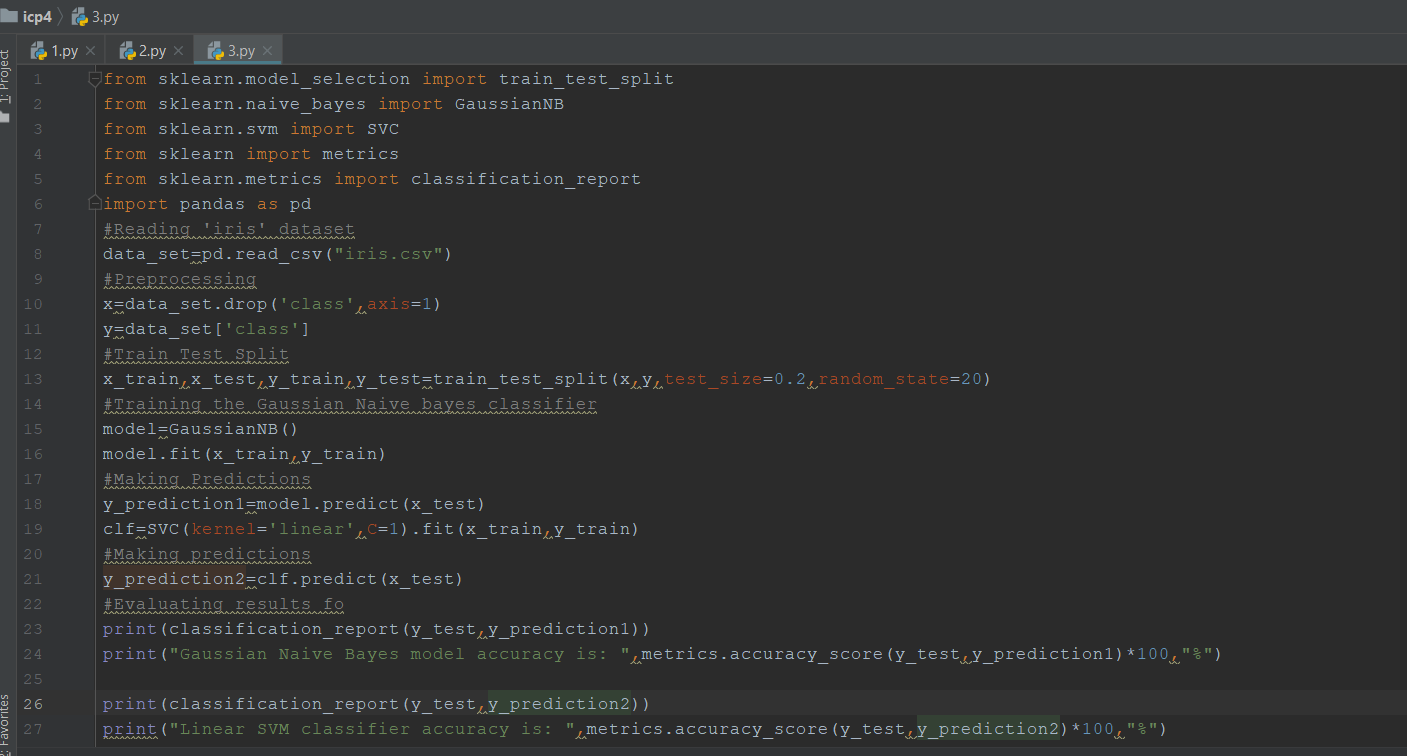 icp4 3.py
1.py 2.py 3.py
1: Project
1 from sklearn.model_selection import train_test_split
2 from sklearn.naive_bayes import GaussianNB
3 from sklearn.svm import SVC
4 from sklearn import metrics
5 from sklearn.metrics import classification_report
6 import pandas as pd
7 #Reading 'iris' dataset
8 data_set=pd.read_csv("iris.csv")
9 #Preprocessing
10 x=data_set.drop('class',axis=1)
11 y=data_set['class']
12 #Train Test Split
13 x_train,x_test,y_train,y_test=train_test_split(x,y,test_size=0.2,random_state=20)
14 #Training the Gaussian Naive bayes classifier
15 model=GaussianNB()
16 model.fit(x_train,y_train)
17 #Making Predictions
18 y_prediction1=model.predict(x_test)
19 clf=SVC(kernel='linear',C=1).fit(x_train,y_train)
20 #Making predictions
21 y_prediction2=clf.predict(x_test)
22 #Evaluating results fo
23 print(classification_report(y_test,y_prediction1))
24 print("Gaussian Naive Bayes model accuracy is: ",metrics.accuracy_score(y_test,y_prediction1)*100,"%")
25
26 print(classification_report(y_test,y_prediction2))
27 print("Linear SVM classifier accuracy is: ",metrics.accuracy_score(y_test,y_prediction2)*100,"%")
2: Favorites